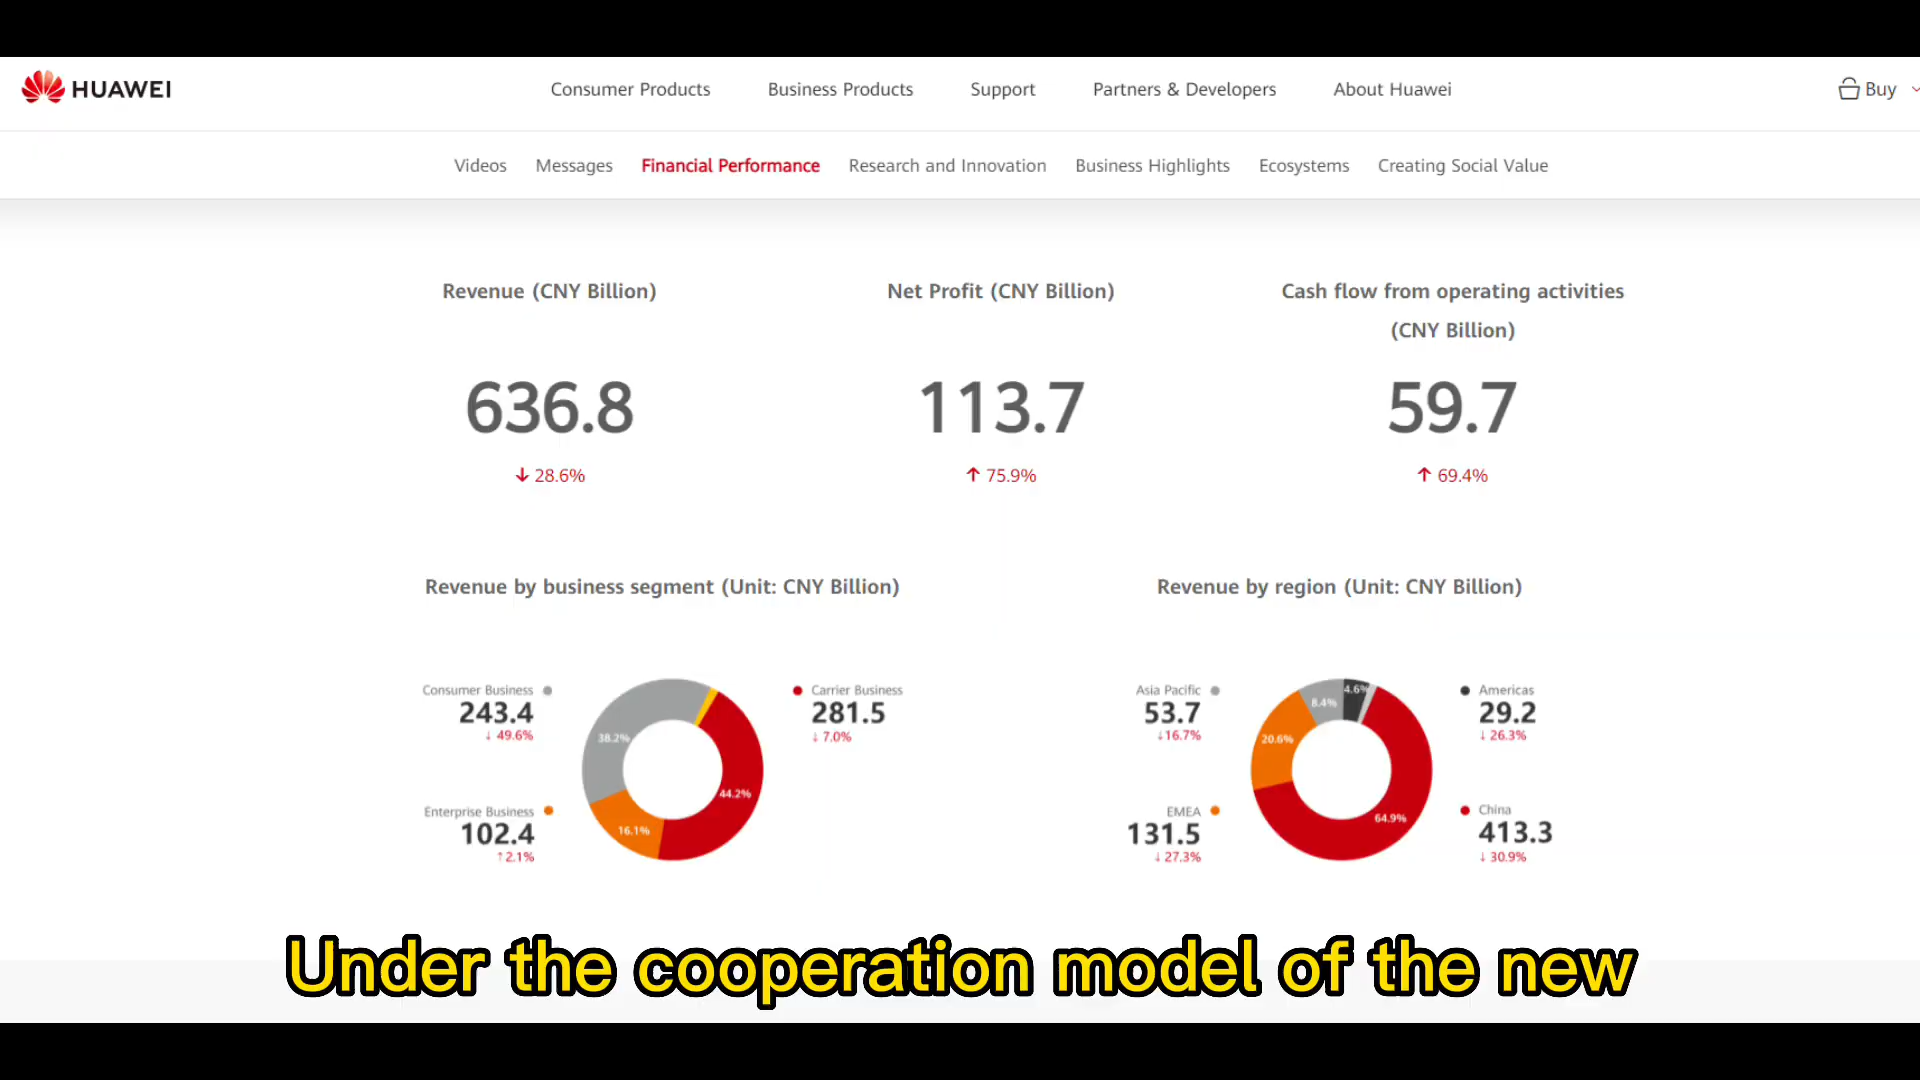 HUAWEI
Consumer Products Business Products Support Partners & Developers About Huawei
Buy
Videos Messages Financial Performance Research and Innovation Business Highlights Ecosystems Creating Social Value
Revenue (CNY Billion)
636.8
↓ 28.6%
Net Profit (CNY Billion)
113.7
↑ 75.9%
Cash flow from operating activities
(CNY Billion)
59.7
↑ 69.4%
Revenue by business segment (Unit: CNY Billion)
Consumer Business
243.4
↓ 49.6%
Enterprise Business
102.4
↑ 2.1%
38.2%
16.1%
44.2%
Carrier Business
281.5
↓ 7.0%
Revenue by region (Unit: CNY Billion)
Asia Pacific
53.7
↓16.7%
EMEA
131.5
↓ 27.3%
8.4%
4.6%
20.6%
64.9%
Americas
29.2
↓ 26.3%
China
413.3
↓ 30.9%
Under the cooperation model of the new